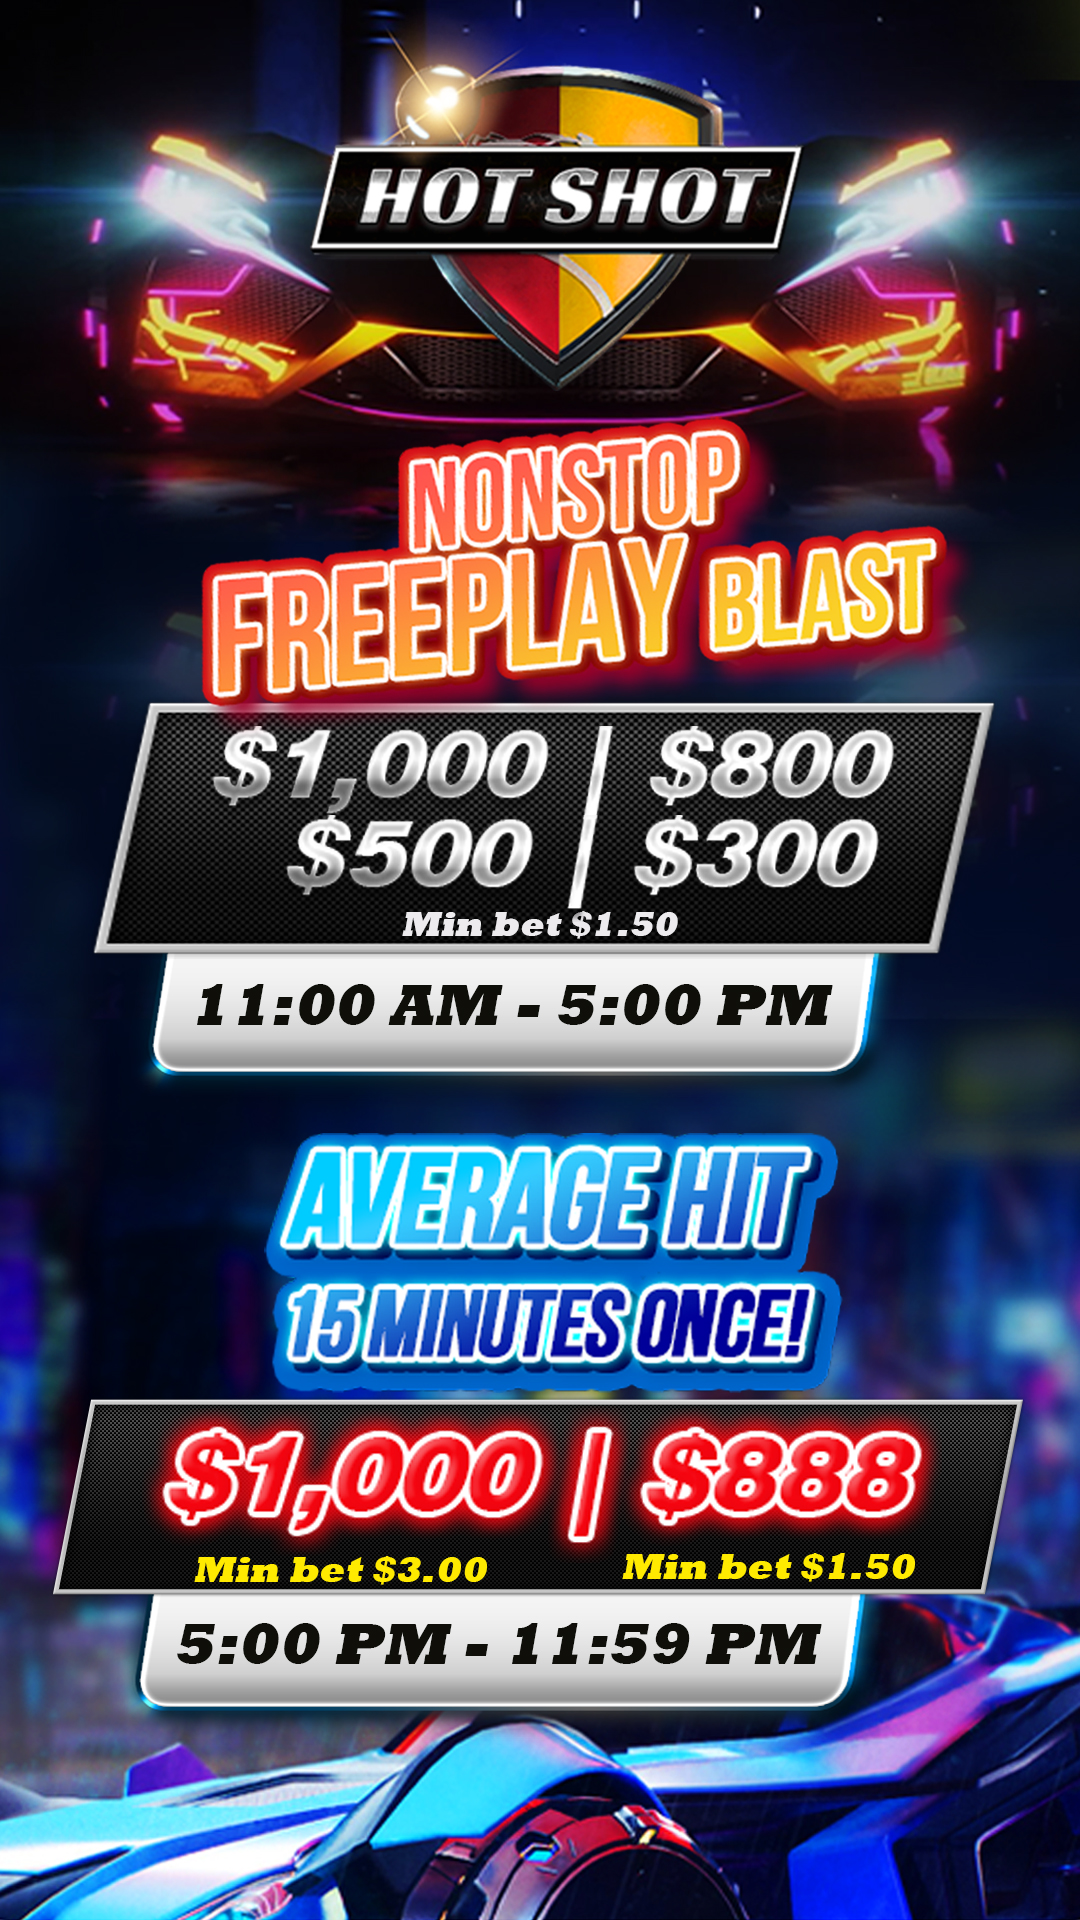 HOT SHOT
NONSTOP
FREEPLAY BLAST
$1,000 | $800
$500 | $300
Min bet $1.50
11:00 AM - 5:00 PM
AVERAGE HIT
15 MINUTES ONCE!
$1,000 | $888
Min bet $3.00 Min bet $1.50
5:00 PM - 11:59 PM